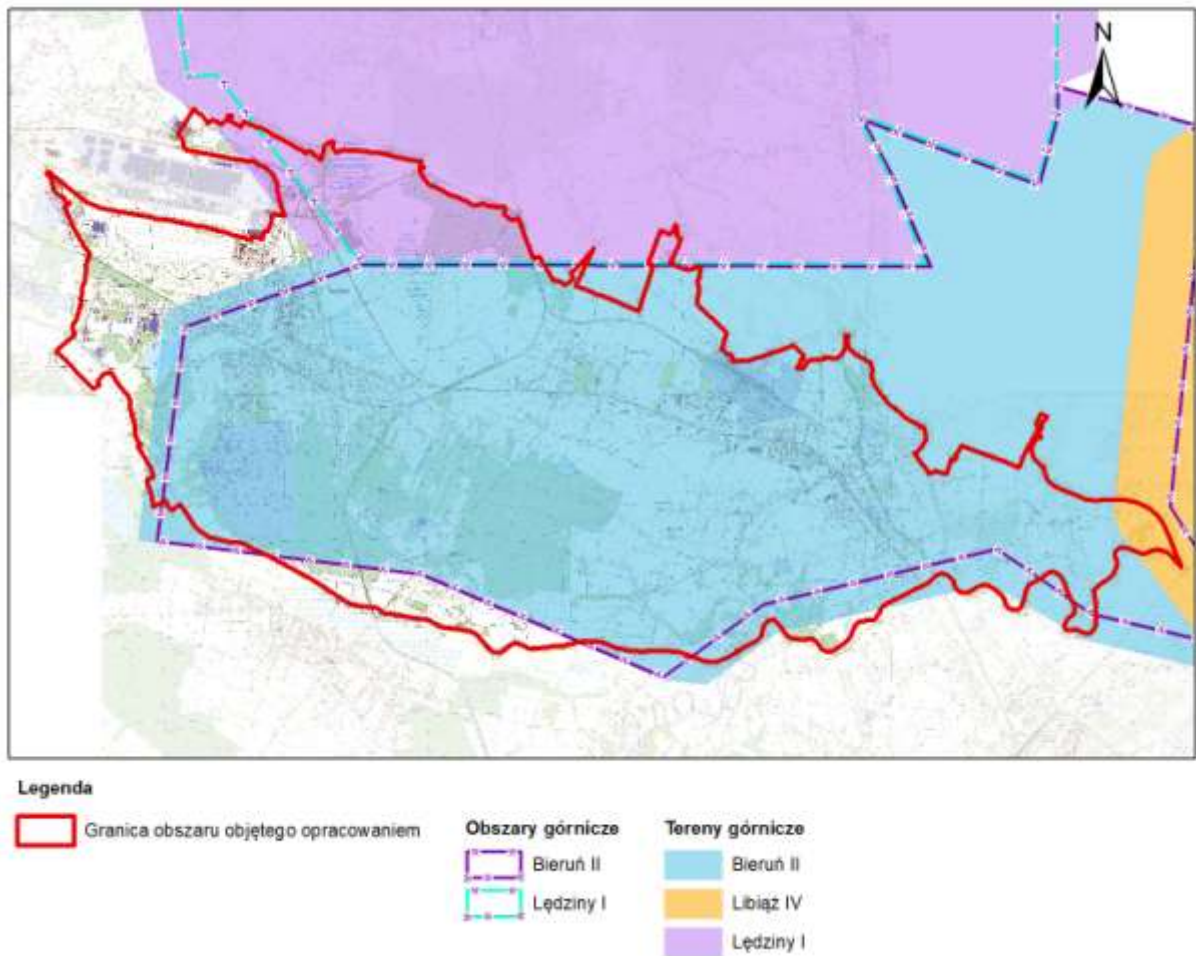 N
Legenda
Granica obszaru objętego opracowaniem
Obszary górnicze
Bieruń II
Lędziny I
Tereny górnicze
Bieruń II
Libiąż IV
Lędziny I